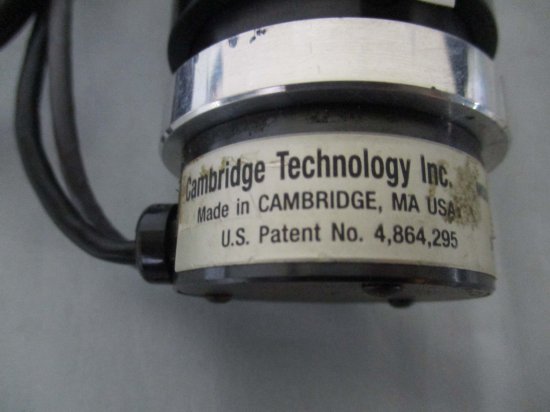 Cambridge Technology Inc.
Made in CAMBRIDGE, MA USA
U.S. Patent No. 4,864,295